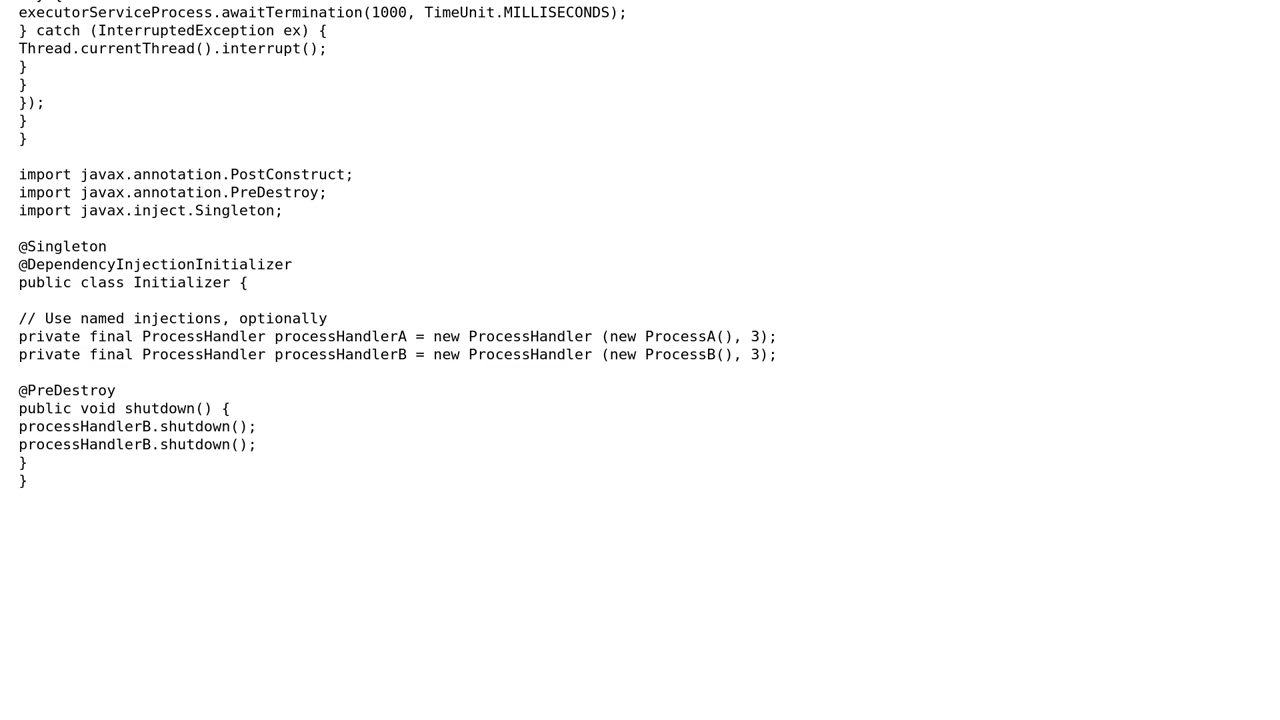 executorServiceProcess.awaitTermination(1000, TimeUnit.MILLISECONDS);
} catch (InterruptedException ex) {
Thread.currentThread().interrupt();
}
}
});
}
}
import javax.annotation.PostConstruct;
import javax.annotation.PreDestroy;
import javax.inject.Singleton;
@Singleton
@DependencyInjectionInitializer
public class Initializer {
// Use named injections, optionally
private final ProcessHandler processHandlerA = new ProcessHandler (new ProcessA(), 3);
private final ProcessHandler processHandlerB = new ProcessHandler (new ProcessB(), 3);
@PreDestroy
public void shutdown() {
processHandlerB.shutdown();
processHandlerB.shutdown();
}
}